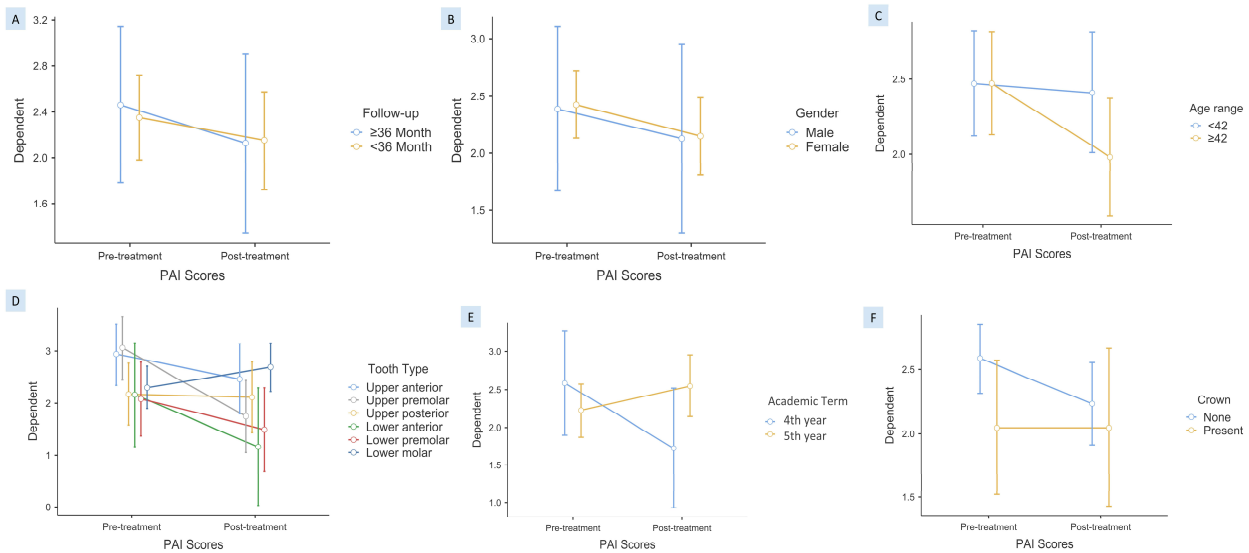 A
3.2
2.8
2.4
2.0
1.6
Dependent
Pre-treatment
Post-treatment
PAI Scores
Follow-up
≥36 Month
<36 Month
B
3.0
2.5
2.0
1.5
Dependent
Pre-treatment
Post-treatment
PAI Scores
Gender
Male
Female
C
2.5
2.0
Dependent
Pre-treatment
Post-treatment
PAI Scores
Age range
<42
≥42
D
3
2
1
0
Dependent
Pre-treatment
Post-treatment
PAI Scores
Tooth Type
Upper anterior
Upper premolar
Upper posterior
Lower anterior
Lower premolar
Lower molar
E
3.0
2.5
2.0
1.5
1.0
Dependent
Pre-treatment
Post-treatment
PAI Scores
Academic Term
4th year
5th year
F
2.5
2.0
1.5
Dependent
Pre-treatment
Post-treatment
PAI Scores
Crown
None
Present